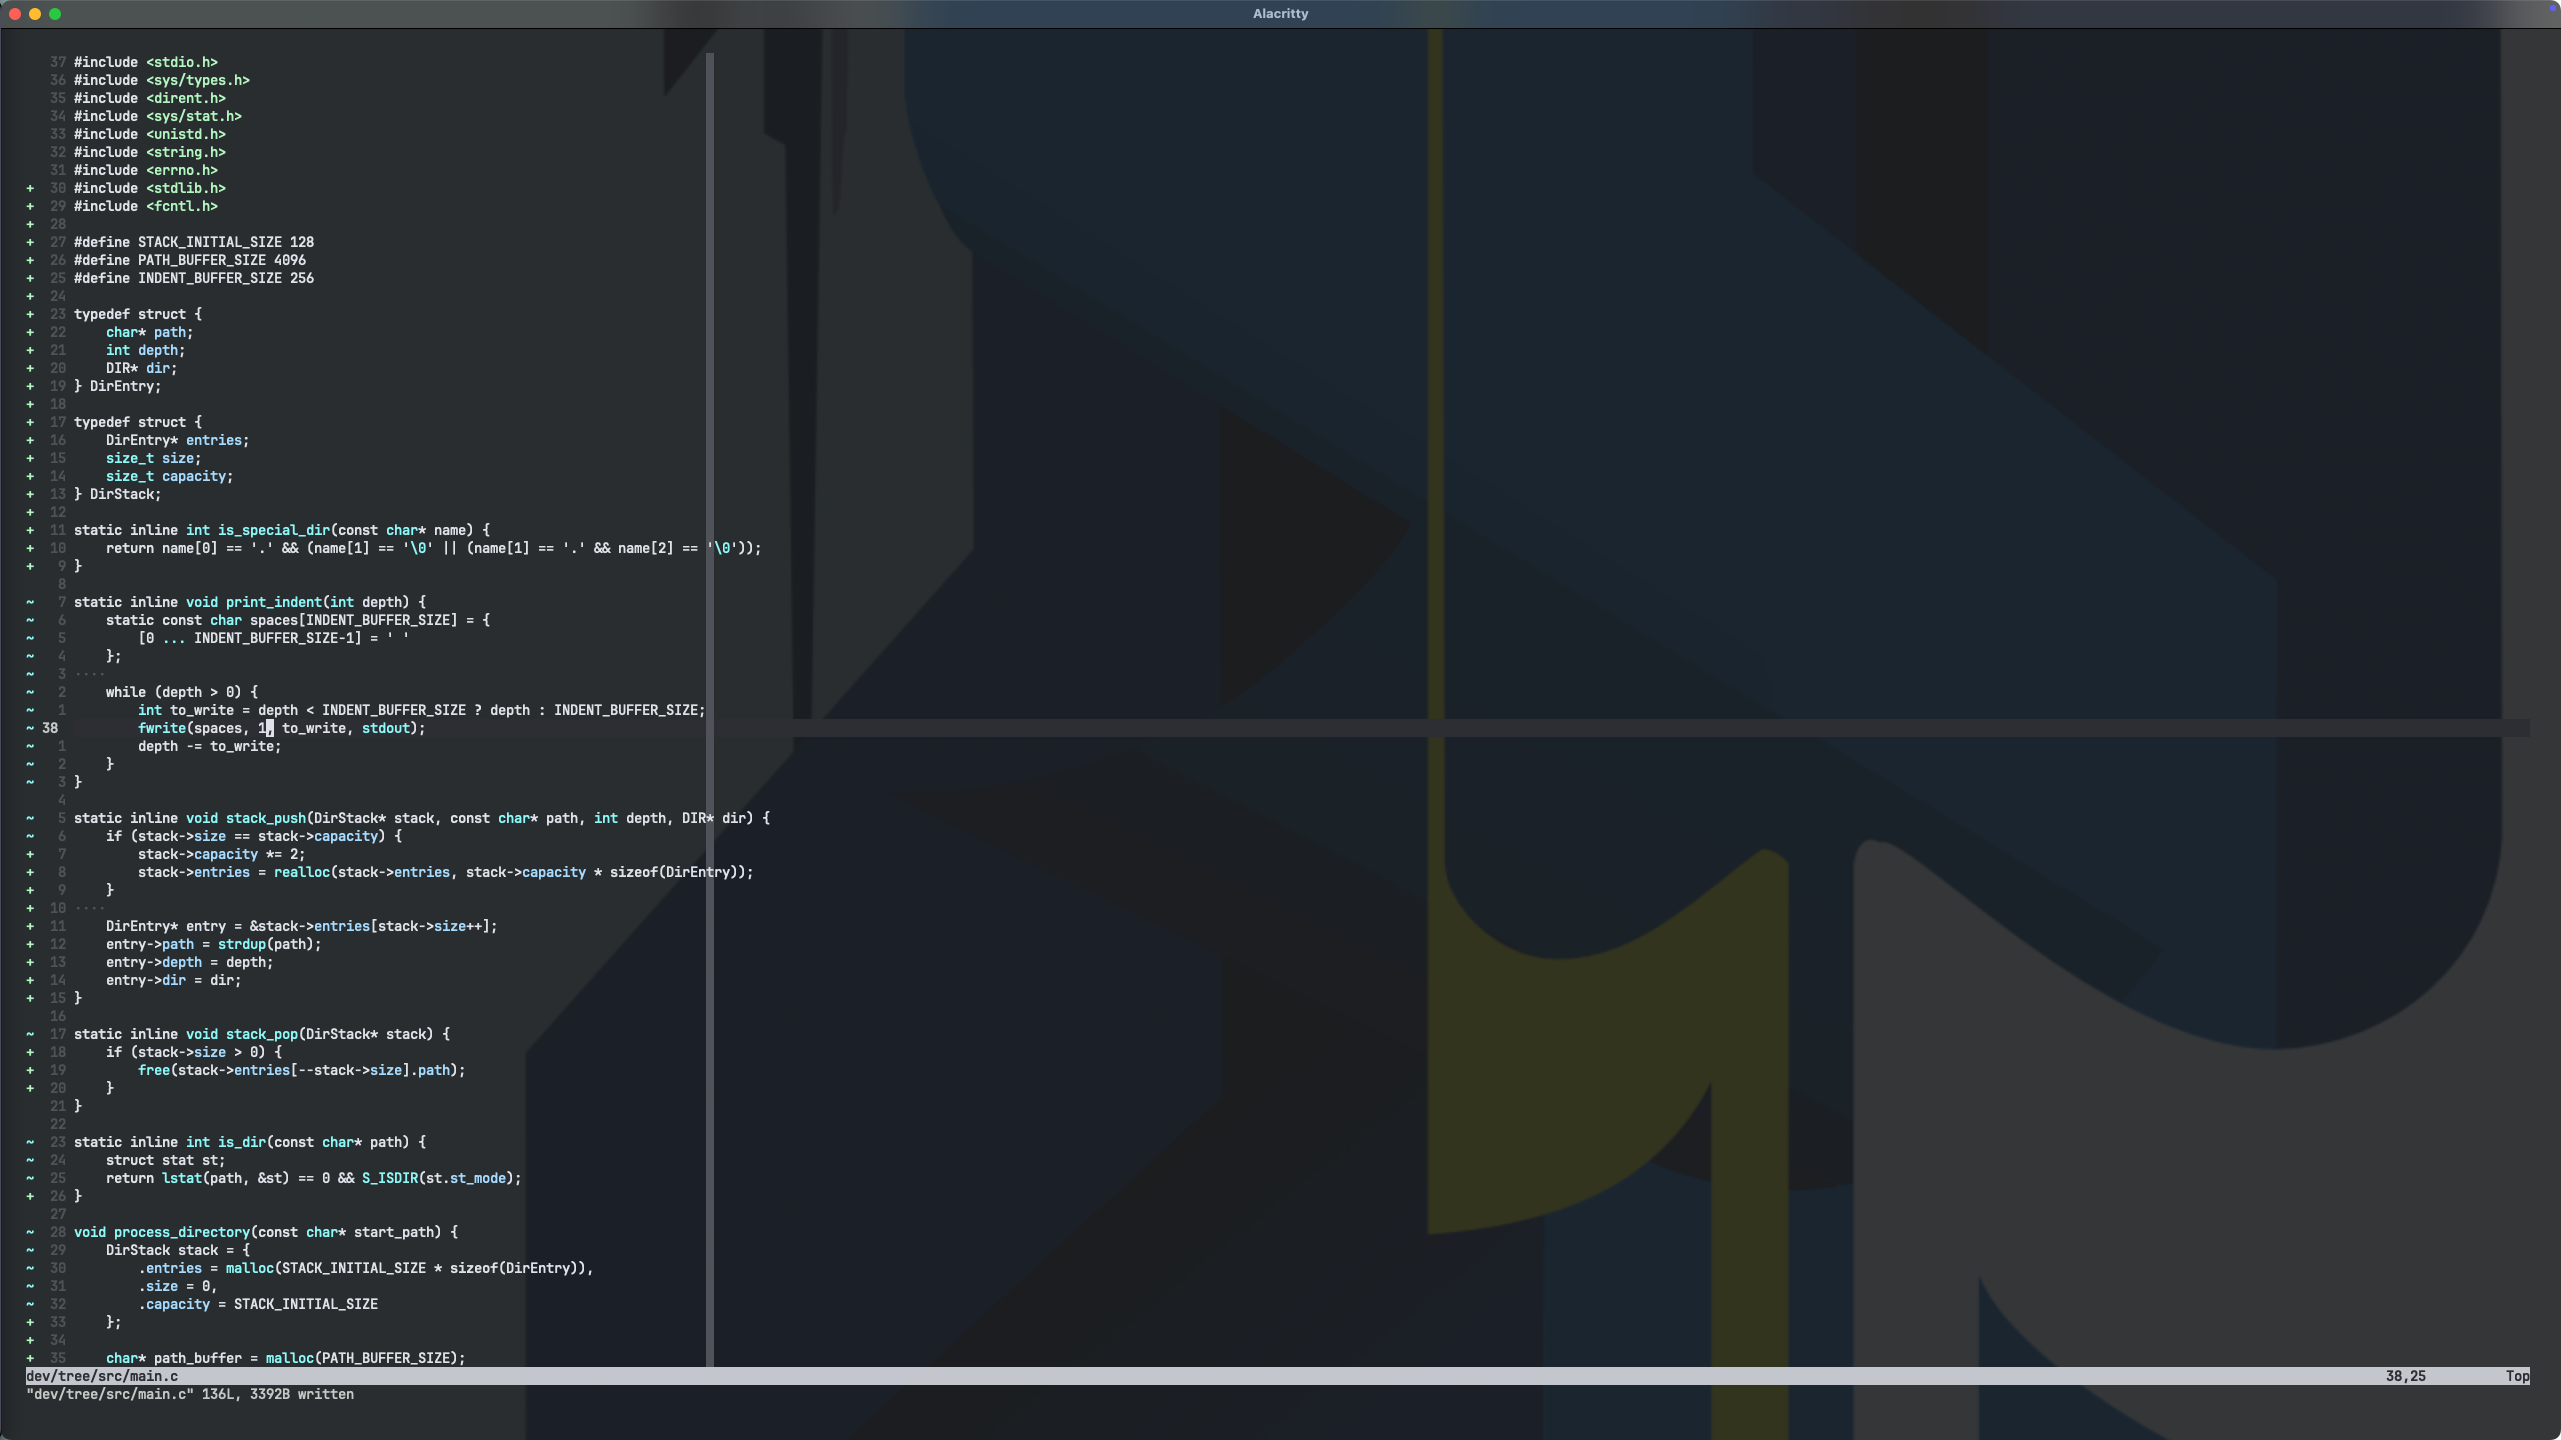 Alacritty
37 #include <stdio.h>
36 #include <sys/types.h>
35 #include <dirent.h>
34 #include <sys/stat.h>
33 #include <unistd.h>
32 #include <string.h>
31 #include <errno.h>
+ 30 #include <stdlib.h>
+ 29 #include <fcntl.h>
+ 28
+ 27 #define STACK_INITIAL_SIZE 128
+ 26 #define PATH_BUFFER_SIZE 4096
+ 25 #define INDENT_BUFFER_SIZE 256
+ 24
+ 23 typedef struct {
+ 22     char* path;
+ 21     int depth;
+ 20     DIR* dir;
+ 19 } DirEntry;
+ 18
+ 17 typedef struct {
+ 16     DirEntry* entries;
+ 15     size_t size;
+ 14     size_t capacity;
+ 13 } DirStack;
+ 12
+ 11 static inline int is_special_dir(const char* name) {
+ 10     return name[0] == '.' && (name[1] == '\0' || (name[1] == '.' && name[2] == '\0'));
+ 9 }
8
~ 7 static inline void print_indent(int depth) {
~ 6     static const char spaces[INDENT_BUFFER_SIZE] = {
~ 5         [0 ... INDENT_BUFFER_SIZE-1] = ' '
~ 4     };
~ 3 ····
~ 2     while (depth > 0) {
~ 1         int to_write = depth < INDENT_BUFFER_SIZE ? depth : INDENT_BUFFER_SIZE;
~ 38         fwrite(spaces, 1, to_write, stdout);
~ 1         depth -= to_write;
~ 2     }
~ 3 }
4
~ 5 static inline void stack_push(DirStack* stack, const char* path, int depth, DIR* dir) {
~ 6     if (stack->size == stack->capacity) {
+ 7         stack->capacity *= 2;
+ 8         stack->entries = realloc(stack->entries, stack->capacity * sizeof(DirEntry));
+ 9     }
+ 10 ····
+ 11     DirEntry* entry = &stack->entries[stack->size++];
+ 12     entry->path = strdup(path);
+ 13     entry->depth = depth;
+ 14     entry->dir = dir;
+ 15 }
16
~ 17 static inline void stack_pop(DirStack* stack) {
+ 18     if (stack->size > 0) {
+ 19         free(stack->entries[--stack->size].path);
+ 20     }
21 }
22
~ 23 static inline int is_dir(const char* path) {
~ 24     struct stat st;
~ 25     return lstat(path, &st) == 0 && S_ISDIR(st.st_mode);
+ 26 }
27
~ 28 void process_directory(const char* start_path) {
~ 29     DirStack stack = {
~ 30         .entries = malloc(STACK_INITIAL_SIZE * sizeof(DirEntry)),
~ 31         .size = 0,
~ 32         .capacity = STACK_INITIAL_SIZE
+ 33     };
+ 34
+ 35     char* path_buffer = malloc(PATH_BUFFER_SIZE);
dev/tree/src/main.c 38,25 Top
"dev/tree/src/main.c" 136L, 3392B written